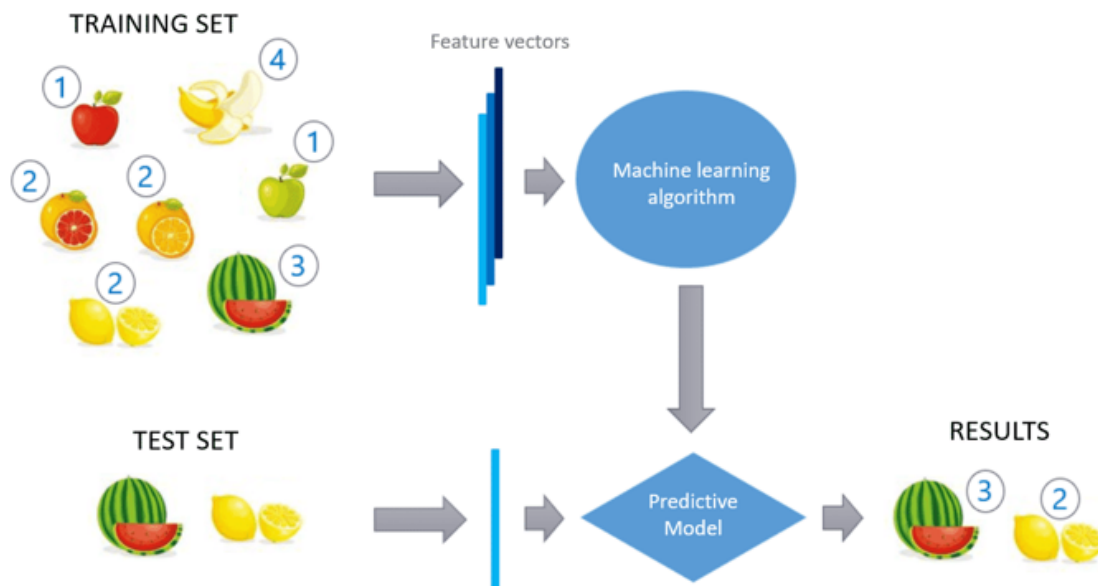 TRAINING SET
Feature vectors
4
1
1
Machine learning
algorithm
2
2
3
2
TEST SET
RESULTS
Predictive
Model
3
2